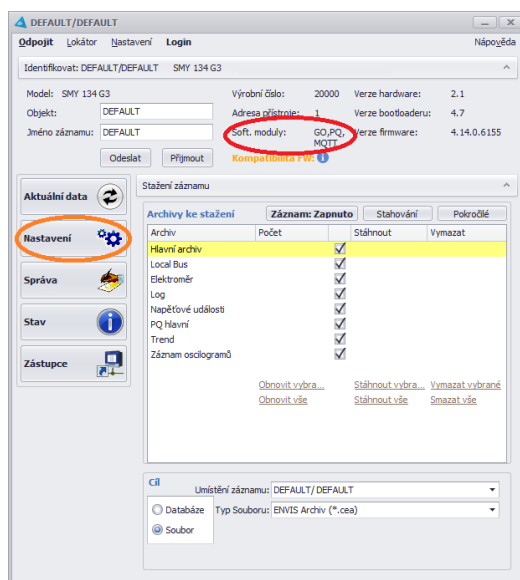 DEFAULT/DEFAULT
Odpojit Lokátor Nastavení Login Nápověda
Identifikovat: DEFAULT/DEFAULT SMY 134 G3
Model: SMY 134 G3 Výrobní číslo: 20000 Verze hardware: 2.1
Objekt: DEFAULT Adresa přístroje: 1 Verze bootloaderu: 4.7
Jméno záznamu: DEFAULT Soft. moduly: GO,PQ, Verze firmware: 4.14.0.6155
MQTT
Odeslat Přijmout Kompatibilita FW:
Stažení záznamu
Aktuální data
Archivy ke stažení Záznam: Zapnuto Stahování Pokročilé
Archiv Počet Stáhnout Vymazat
Nastavení
Hlavní archiv
Local Bus
Elektroměr
Správa
Log
Napěťové události
Stav
PQ hlavní
Trend
Záznam oscilogramů
Zástupce
Obnovit vybra... Stáhnout vybra... Vymazat vybrané
Obnovit vše Stáhnout vše Smazat vše
Cíl
Umístění záznamu: DEFAULT/DEFAULT
Databáze Typ Souboru: ENVIS Archiv (*.cea)
Soubor